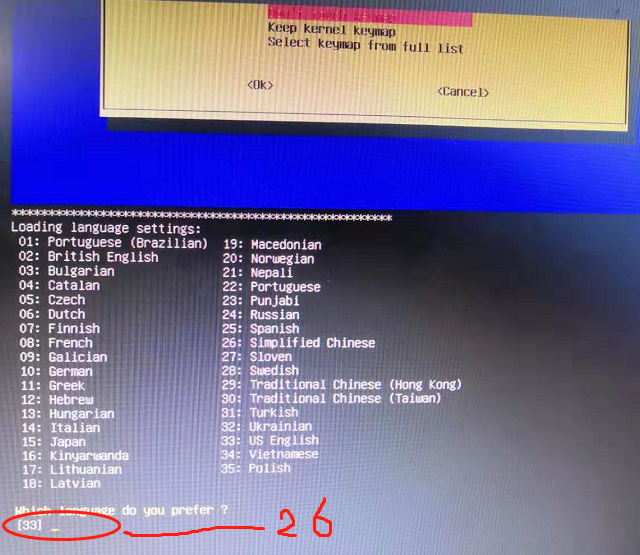 Don't touch keymap
Keep kernel keymap
Select keymap from full list
<Ok> <Cancel>
********************************************************
Loading language settings:
01: Portuguese (Brazilian) 19: Macedonian
02: British English 20: Norwegian
03: Bulgarian 21: Nepali
04: Catalan 22: Portuguese
05: Czech 23: Punjabi
06: Dutch 24: Russian
07: Finnish 25: Spanish
08: French 26: Simplified Chinese
09: Galician 27: Sloven
10: German 28: Swedish
11: Greek 29: Traditional Chinese (Hong Kong)
12: Hebrew 30: Traditional Chinese (Taiwan)
13: Hungarian 31: Turkish
14: Italian 32: Ukrainian
15: Japan 33: US English
16: Kinyarwanda 34: Vietnamese
17: Lithuanian 35: Polish
18: Latvian
Which language do you prefer ?
[33] _ 26